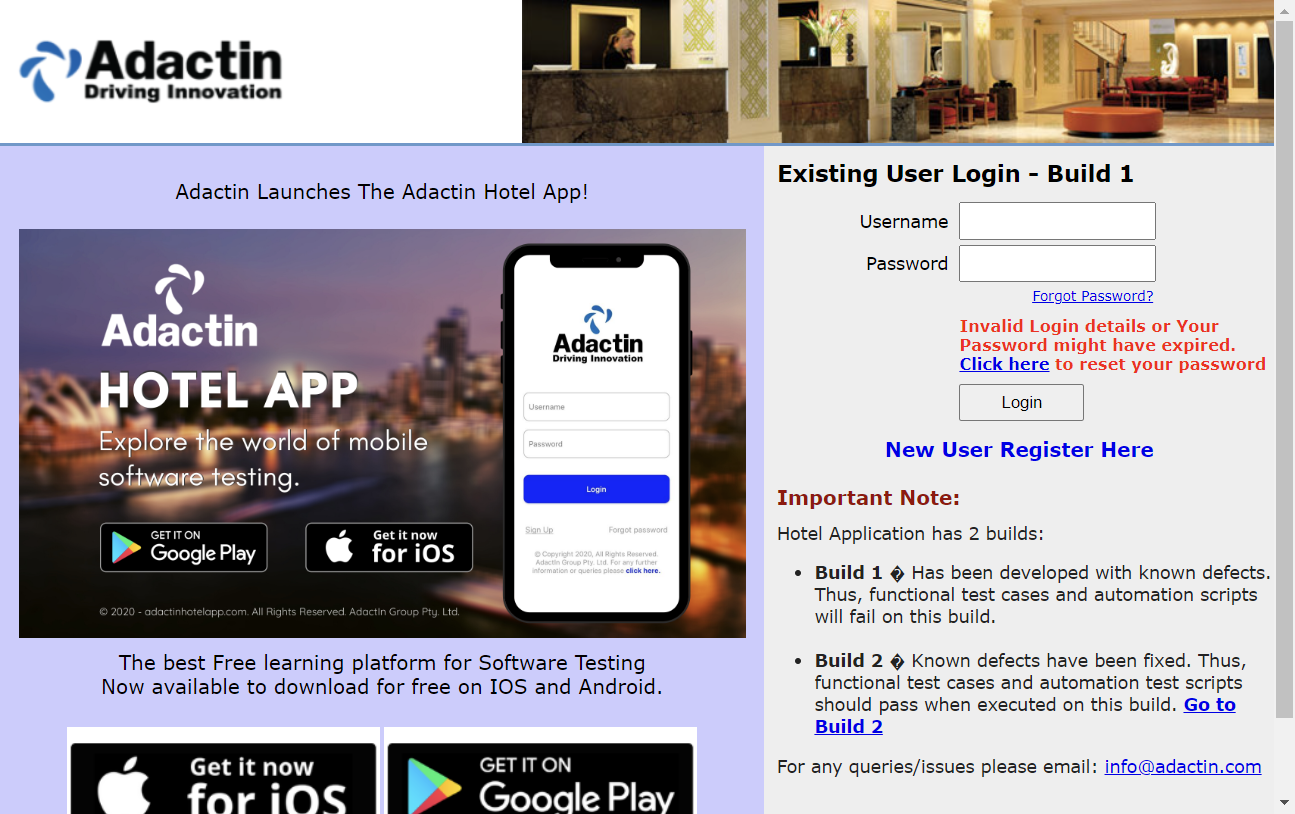 Adactin
Driving Innovation
Adactin Launches The Adactin Hotel App!
Adactin
HOTEL APP
Explore the world of mobile
software testing.
GET IT ON
Google Play
Get it now
for iOS
© 2020 - adactinhotelapp.com. All Rights Reserved. Adactin Group Pty. Ltd.
Adactin
Driving Innovation
Username
Password
Login
Sign Up Forgot password
© Copyright 2020, All Rights Reserved.
Adactin Group Pty. Ltd. For any further
information or queries please click here.
The best Free learning platform for Software Testing
Now available to download for free on IOS and Android.
Get it now
for iOS
GET IT ON
Google Play
Existing User Login - Build 1
Username
Password
Forgot Password?
Invalid Login details or Your
Password might have expired.
Click here to reset your password
Login
New User Register Here
Important Note:
Hotel Application has 2 builds:
• Build 1 � Has been developed with known defects.
Thus, functional test cases and automation scripts
will fail on this build.
• Build 2 � Known defects have been fixed. Thus,
functional test cases and automation test scripts
should pass when executed on this build. Go to
Build 2
For any queries/issues please email: info@adactin.com